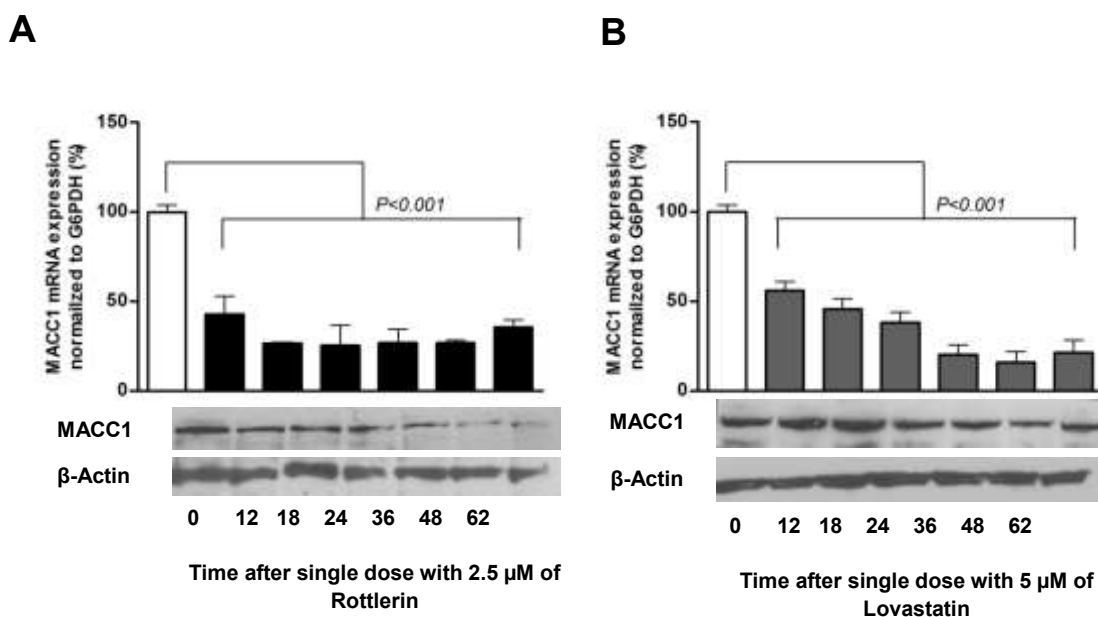 A
MACC1 mRNA expression
normalized to G6PDH (%)
150
100
50
0
P<0.001
MACC1
β-Actin
0 12 18 24 36 48 62
Time after single dose with 2.5 µM of
Rottlerin
B
MACC1 mRNA expression
normalized to G6PDH (%)
150
100
50
0
P<0.001
MACC1
β-Actin
0 12 18 24 36 48 62
Time after single dose with 5 µM of
Lovastatin